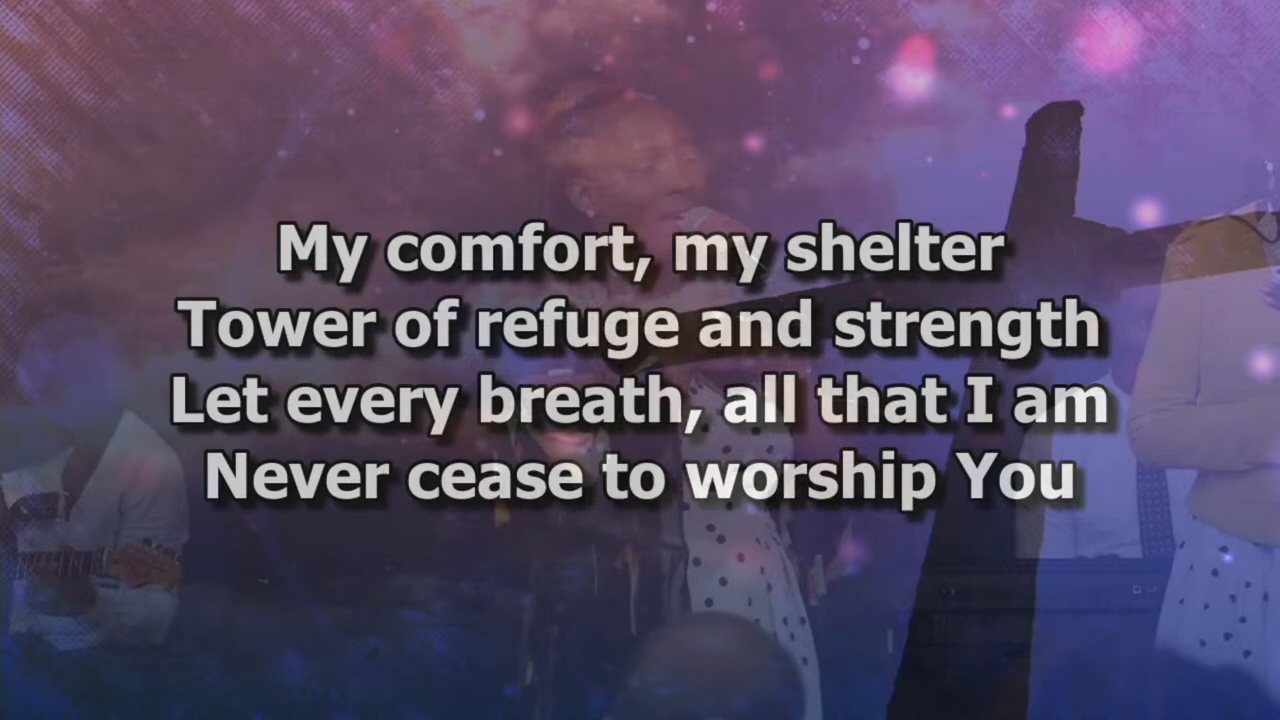 My comfort, my shelter
Tower of refuge and strength
Let every breath, all that I am
Never cease to worship You